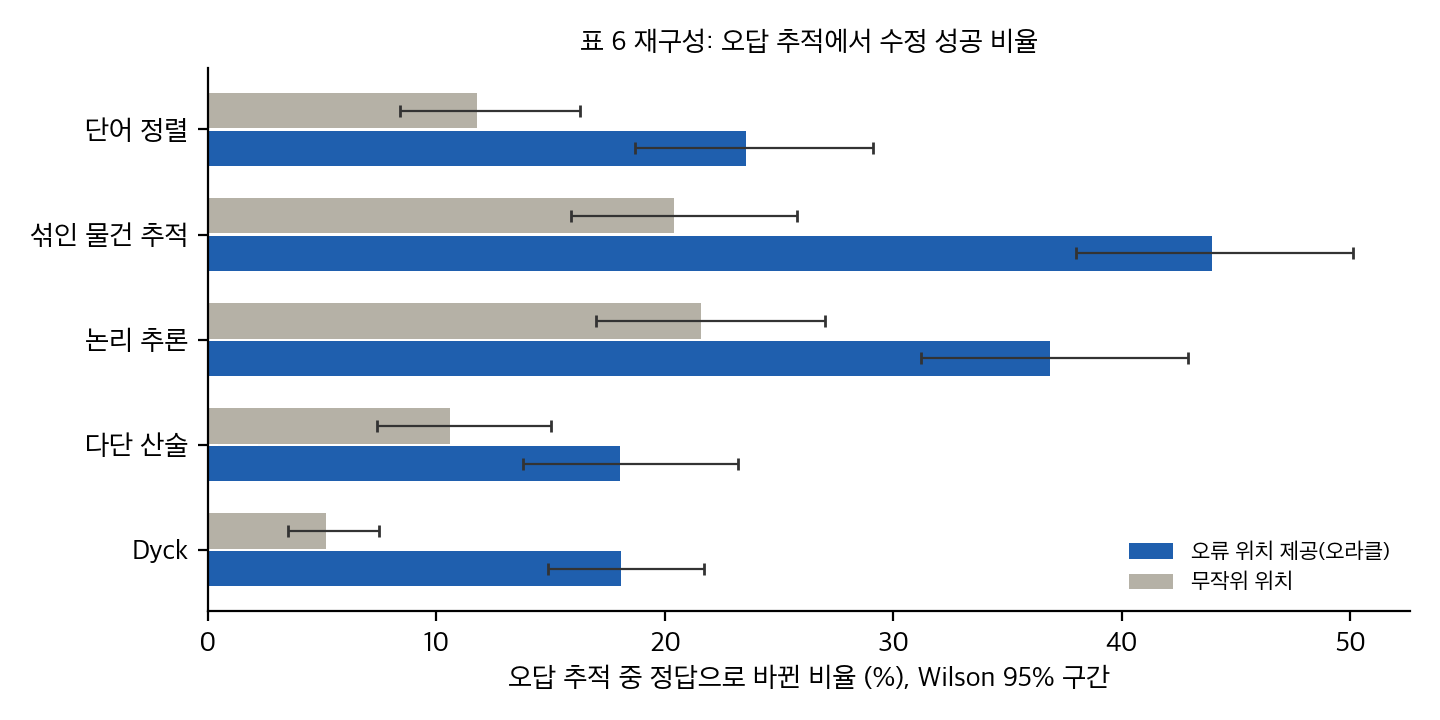 표 6 재구성: 오답 추적에서 수정 성공 비율
단어 정렬
섞인 물건 추적
논리 추론
다단 산술
Dyck
오류 위치 제공(오라클)
무작위 위치
0 10 20 30 40 50
오답 추적 중 정답으로 바뀐 비율 (%), Wilson 95% 구간